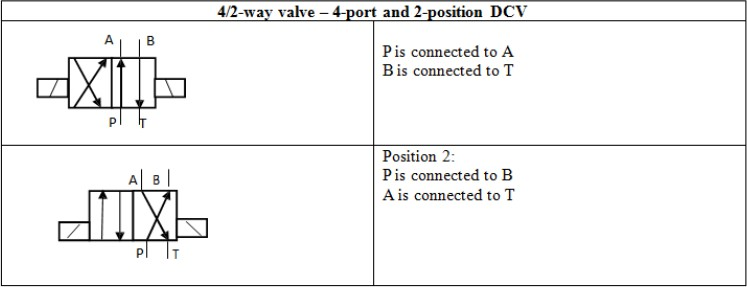 4/2-way valve – 4-port and 2-position DCV
A B
P T
P is connected to A
B is connected to T
A B
P T
Position 2:
P is connected to B
A is connected to T